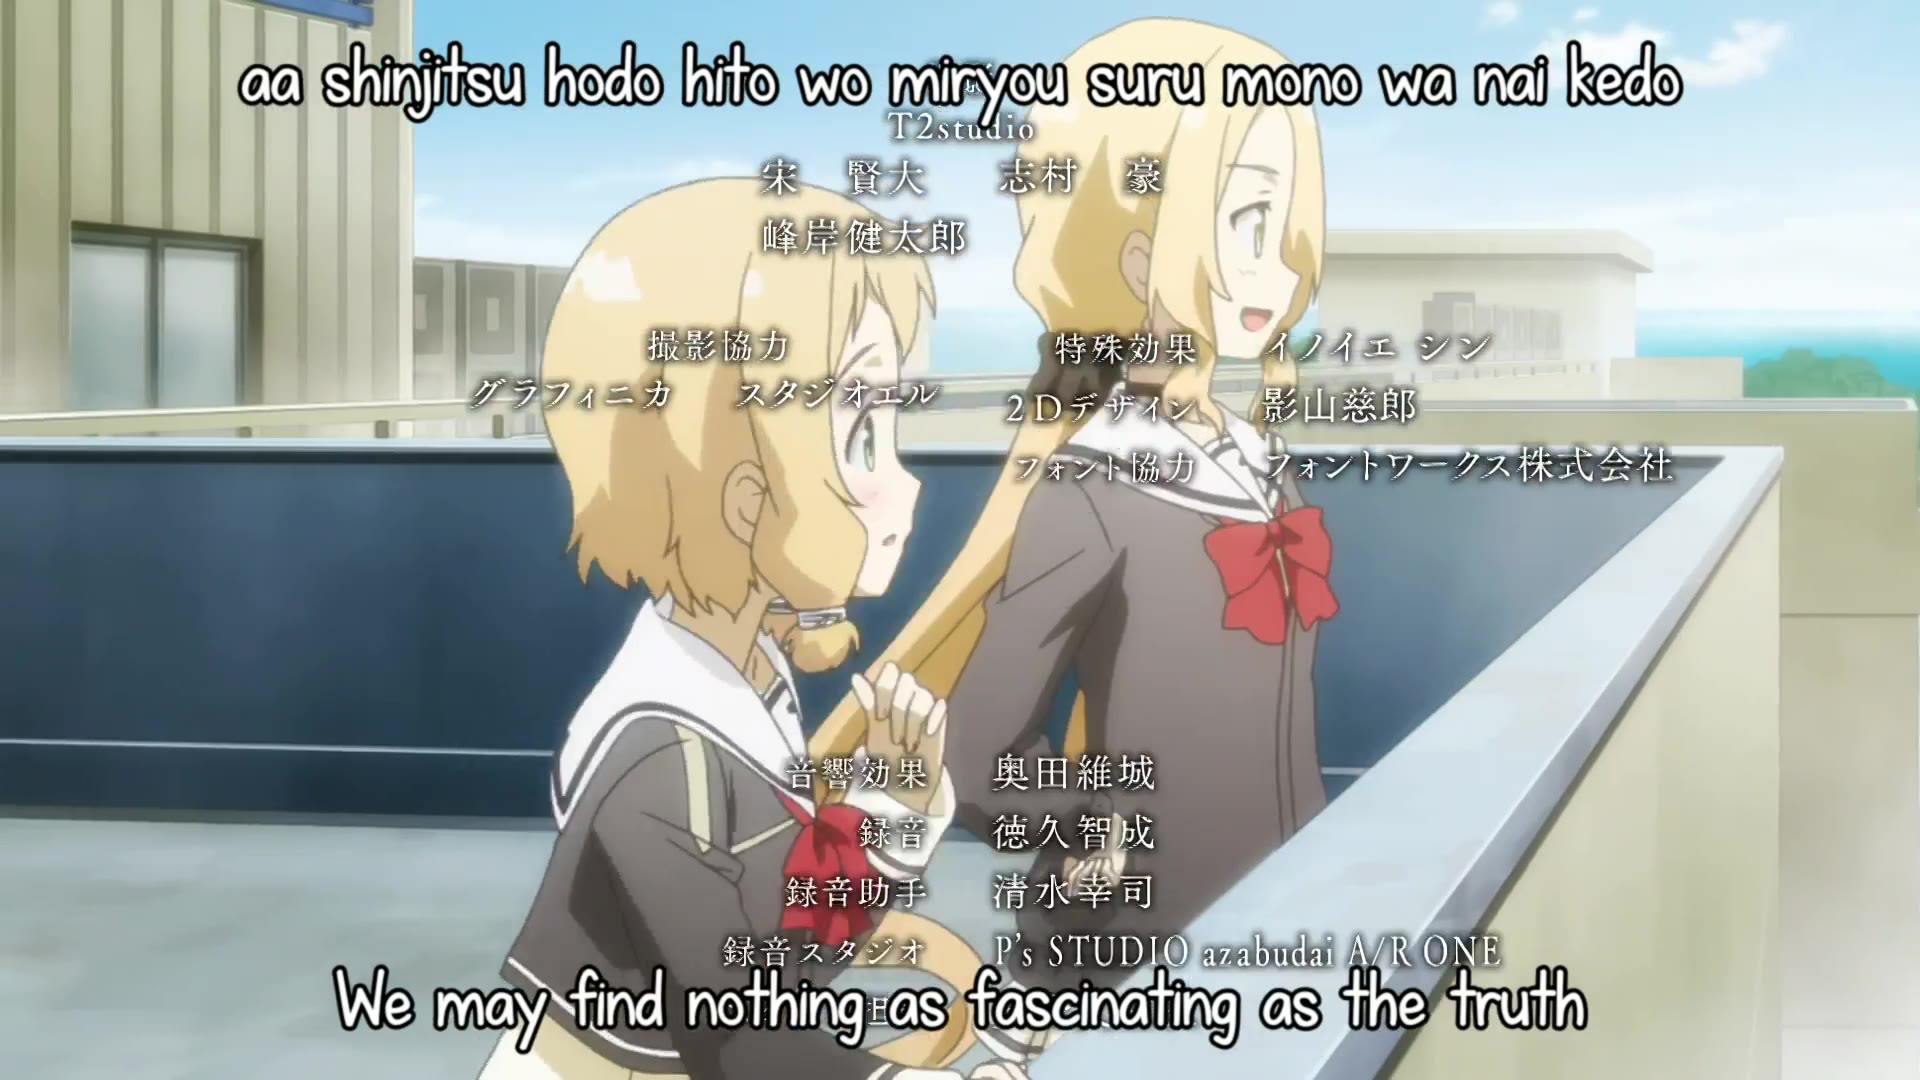 aa shinjitsu hodo hito wo miryou suru mono wa nai kedo
T2studio
宋 賢大 志村 豪
峰岸健太郎
撮影協力
グラフィニカ スタジオエル
特殊効果 イノイエ シン
2Dデザイン 影山慈郎
フォント協力 フォントワークス株式会社
音響効果 奥田維城
録音 徳久智成
録音助手 清水幸司
録音スタジオ P's STUDIO azabudai A/R ONE
We may find nothing as fascinating as the truth